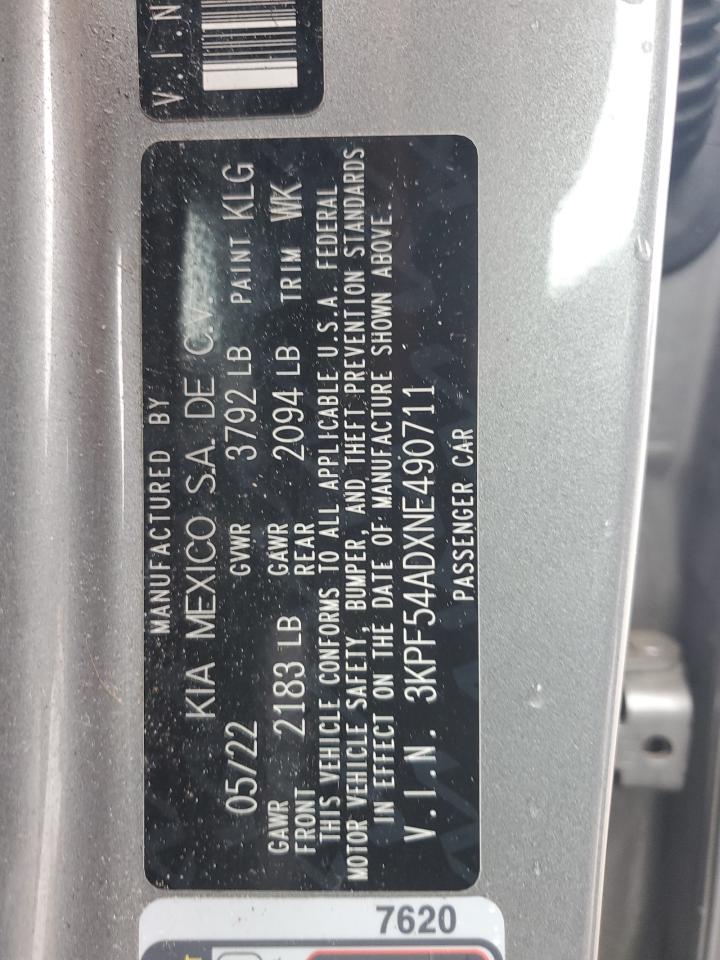 V.I.N
MANUFACTURED BY
KIA MEXICO S.A. DE C.V.
05/22 GVWR 3792 LB PAINT KLG
GAWR FRONT 2183 LB GAWR REAR 2094 LB TRIM WK
THIS VEHICLE CONFORMS TO ALL APPLICABLE U.S.A. FEDERAL
MOTOR VEHICLE SAFETY, BUMPER, AND THEFT PREVENTION STANDARDS
IN EFFECT ON THE DATE OF MANUFACTURE SHOWN ABOVE.
V.I.N. 3KPF54ADXNE490711
PASSENGER CAR
7620